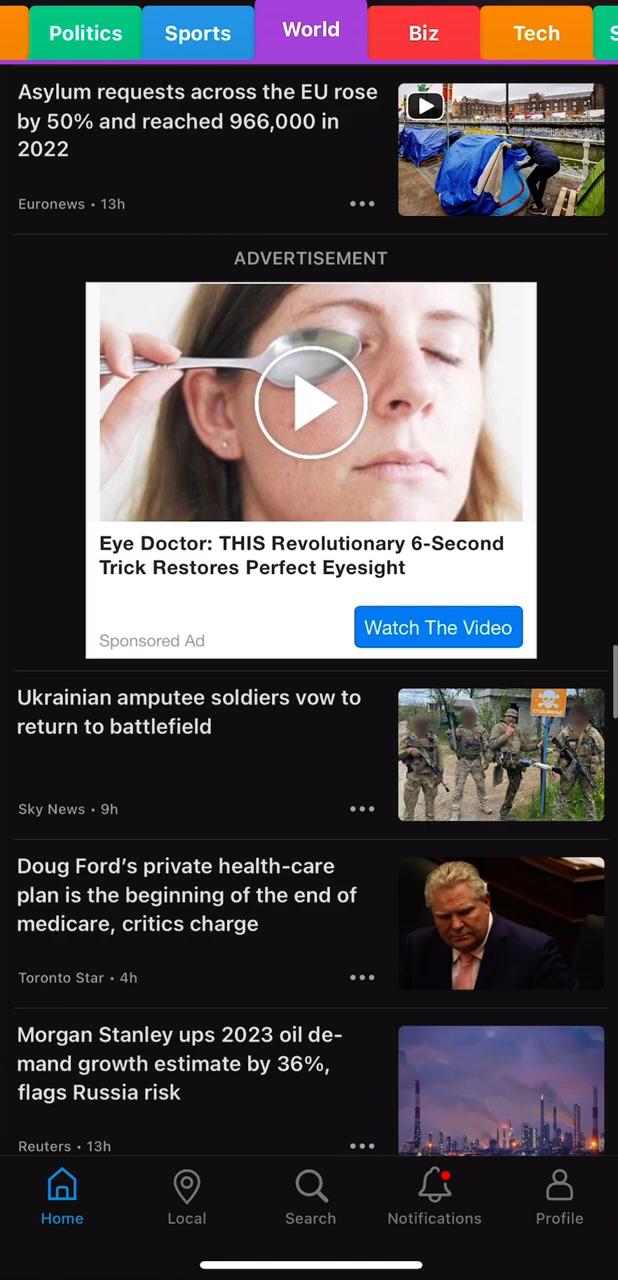 Politics
Sports
World
Biz
Tech
S
Asylum requests across the EU rose
by 50% and reached 966,000 in
2022
Euronews • 13h
ADVERTISEMENT
Eye Doctor: THIS Revolutionary 6-Second
Trick Restores Perfect Eyesight
Sponsored Ad
Watch The Video
Ukrainian amputee soldiers vow to
return to battlefield
Sky News • 9h
Doug Ford’s private health-care
plan is the beginning of the end of
medicare, critics charge
Toronto Star • 4h
Morgan Stanley ups 2023 oil de-
mand growth estimate by 36%,
flags Russia risk
Reuters • 13h
Home
Local
Search
Notifications
Profile